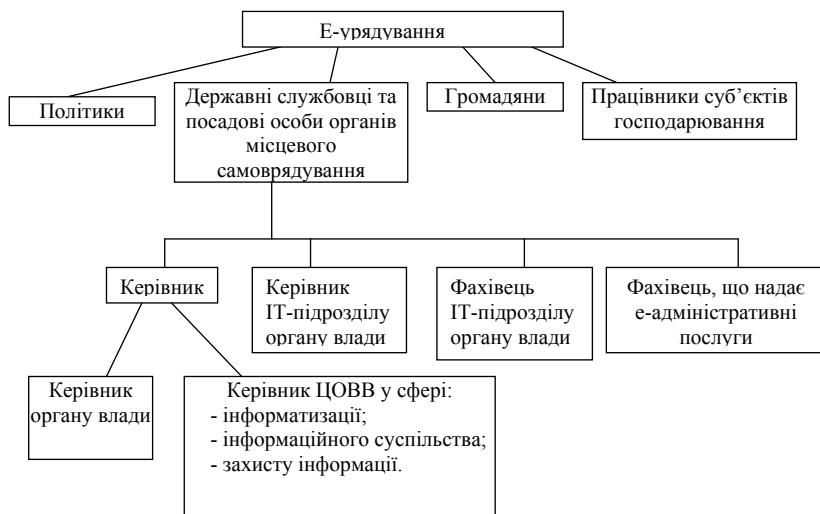 Е-урядування
Політики
Державні службовці та
посадові особи органів
місцевого
самоврядування
Громадяни
Працівники суб’єктів
господарювання
Керівник
Керівник
ІТ-підрозділу
органу влади
Фахівець
ІТ-підрозділу
органу влади
Фахівець, що надає
е-адміністративні
послуги
Керівник
органу влади
Керівник ЦОВВ у сфері:
- інформатизації;
- інформаційного суспільства;
- захисту інформації.